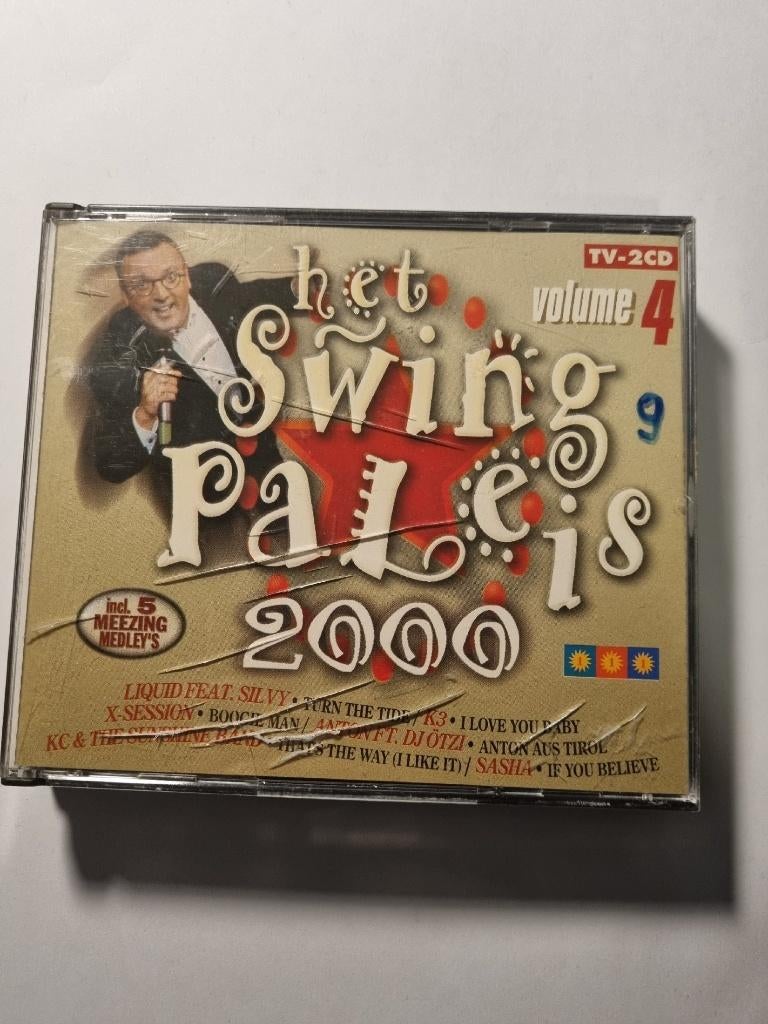 TV-2CD
volume 4
het
Swing
PaLeis
2000
9
incl. 5
MEEZING
MEDLEY'S
LIQUID FEAT. SILVY • TURN THE TIDE / K3 • I LOVE YOU BABY
X-SESSION • BOOGIE MAN / ANTON FT. DJ ÖTZI • ANTON AUS TIROL
KC & THE SUNSHINE BAND • THAT'S THE WAY (I LIKE IT) / SASHA • IF YOU BELIEVE